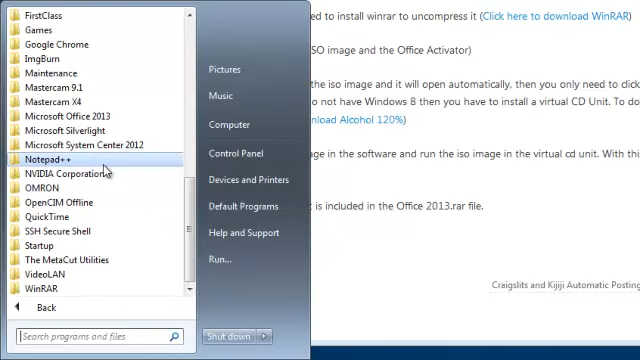 FirstClass
Games
Google Chrome
ImgBurn
Maintenance
Mastercam 9.1
Mastercam X4
Microsoft Office 2013
Microsoft Silverlight
Microsoft System Center 2012
Notepad++
NVIDIA Corporation
OMRON
OpenCIM Offline
QuickTime
SSH Secure Shell
Startup
The MetaCut Utilities
VideoLAN
WinRAR
Back
Search programs and files
Pictures
Music
Computer
Control Panel
Devices and Printers
Default Programs
Help and Support
Run...
Shut down
ed to install winrar to uncompress it (Click here to download WinRAR)
ISO image and the Office Activator)
the iso image and it will open automatically, then you only need to click
o not have Windows 8 then you have to install a virtual CD Unit. To do
nload Alcohol 120%)
age in the software and run the iso image in the virtual cd unit. With this
t is included in the Office 2013.rar file.
Craigslits and Kijiji Automatic Posting